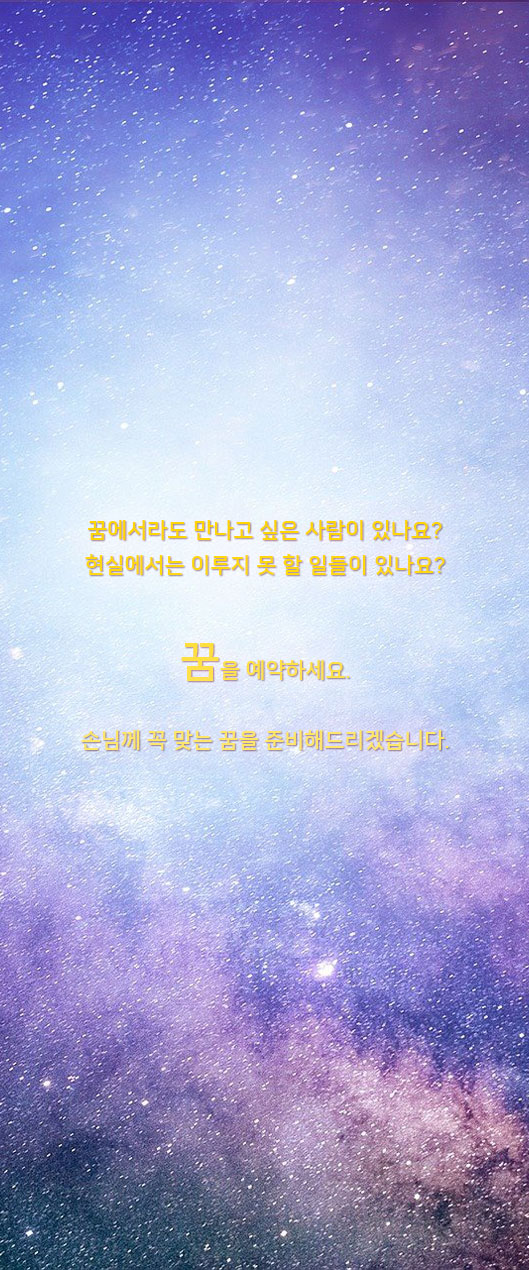 꿈에서라도 만나고 싶은 사람이 있나요?
현실에서는 이루지 못 할 일들이 있나요?
꿈을 예약하세요.
손님께 꼭 맞는 꿈을 준비해드리겠습니다.